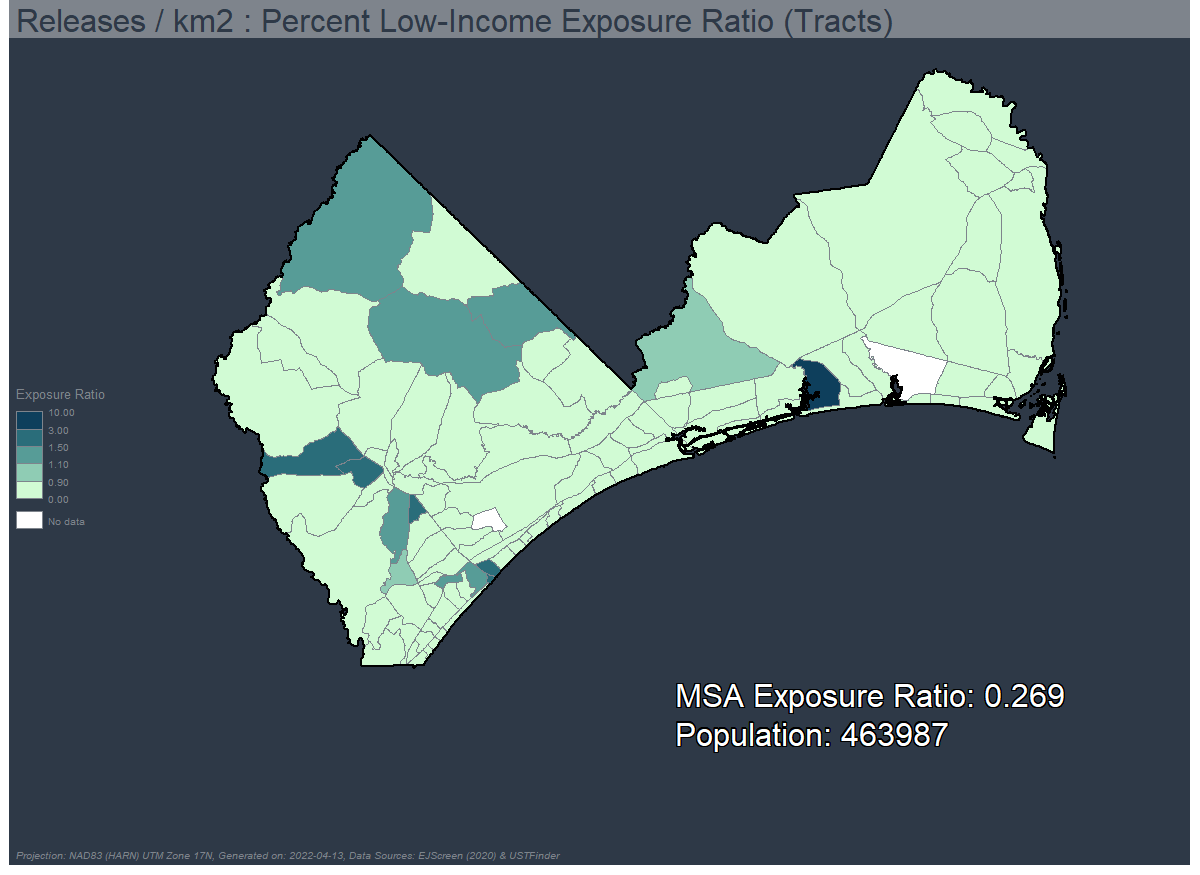 Releases / km2 : Percent Low-Income Exposure Ratio (Tracts)
Exposure Ratio
10.00
3.00
1.50
1.10
0.90
0.00
No data
MSA Exposure Ratio: 0.269
Population: 463987
Projection: NAD83 (HARN) UTM Zone 17N, Generated on: 2022-04-13, Data Sources: EJScreen (2020) & USTFinder